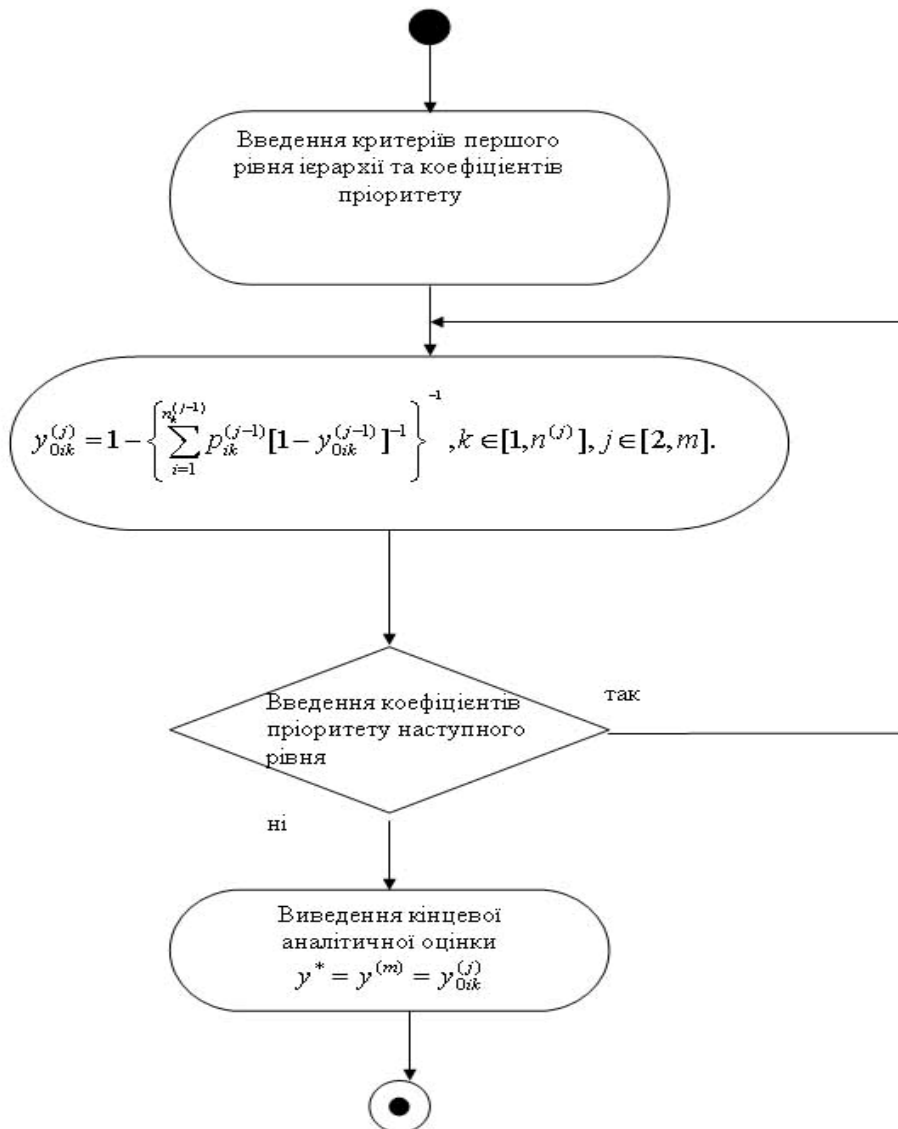 Введення критеріїв першого
рівня ієрархії та коефіцієнтів
пріоритету
$y_{0ik}^{(j)} = 1 - \left\{ \sum_{i=1}^{n_k^{(j-1)}} p_{ik}^{(j-1)} [1 - y_{0ik}^{(j-1)}]^{-1} \right\}^{-1}, k \in [1, n^{(j)}], j \in [2, m].$
Введення коефіцієнтів
пріоритету наступного
рівня
так
ні
Виведення кінцевої
аналітичної оцінки
$y^* = y^{(m)} = y_{0ik}^{(j)}$